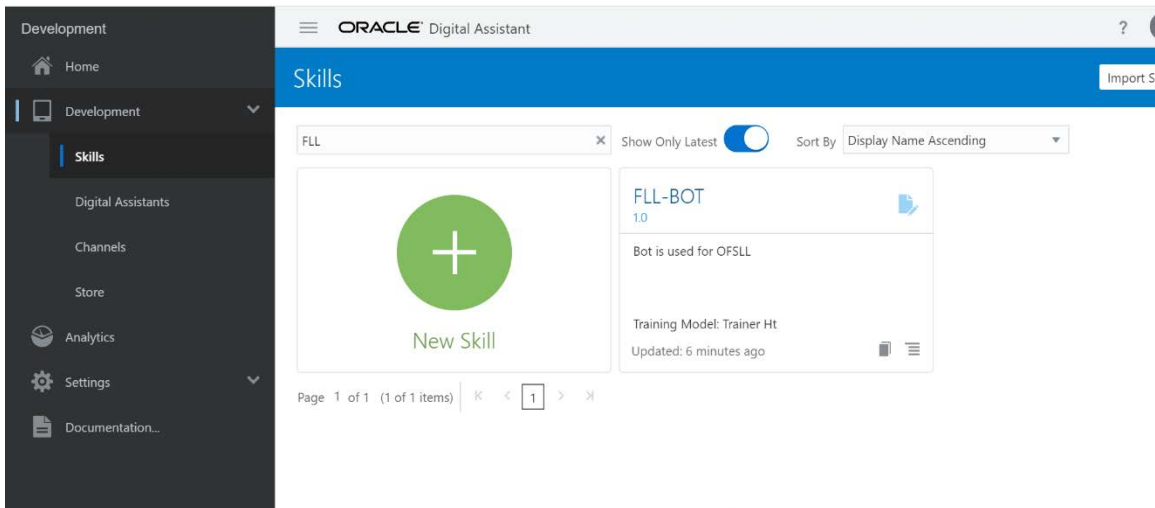 Development
Home
Development
Skills
Digital Assistants
Channels
Store
Analytics
Settings
Documentation...
ORACLE Digital Assistant
?
Skills
Import S
FLL
Show Only Latest
Sort By Display Name Ascending
New Skill
FLL-BOT
1.0
Bot is used for OFSLL
Training Model: Trainer Ht
Updated: 6 minutes ago
Page 1 of 1 (1 of 1 items) 1